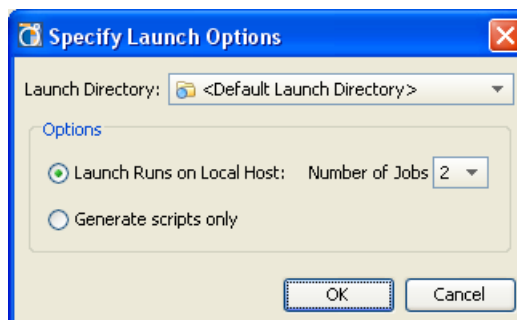 Specify Launch Options
Launch Directory: <Default Launch Directory>
Options
Launch Runs on Local Host: Number of Jobs 2
Generate scripts only
OK Cancel